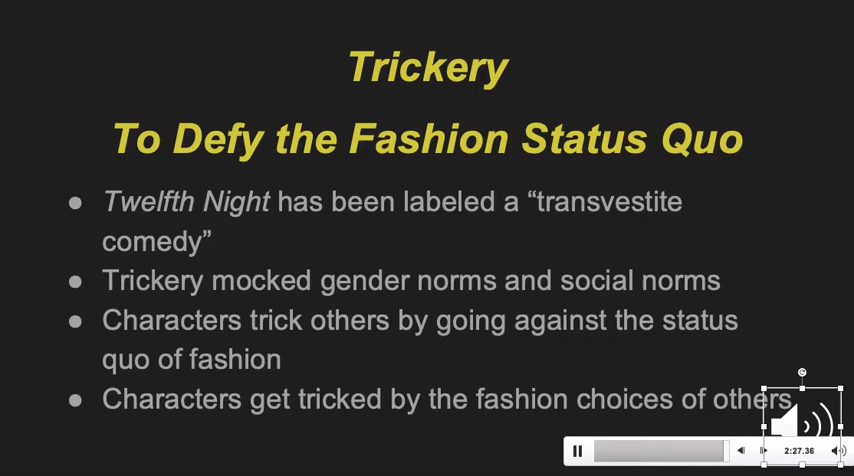 Trickery
To Defy the Fashion Status Quo
● Twelfth Night has been labeled a “transvestite
comedy”
● Trickery mocked gender norms and social norms
● Characters trick others by going against the status
quo of fashion
● Characters get tricked by the fashion choices of others
2:27.36